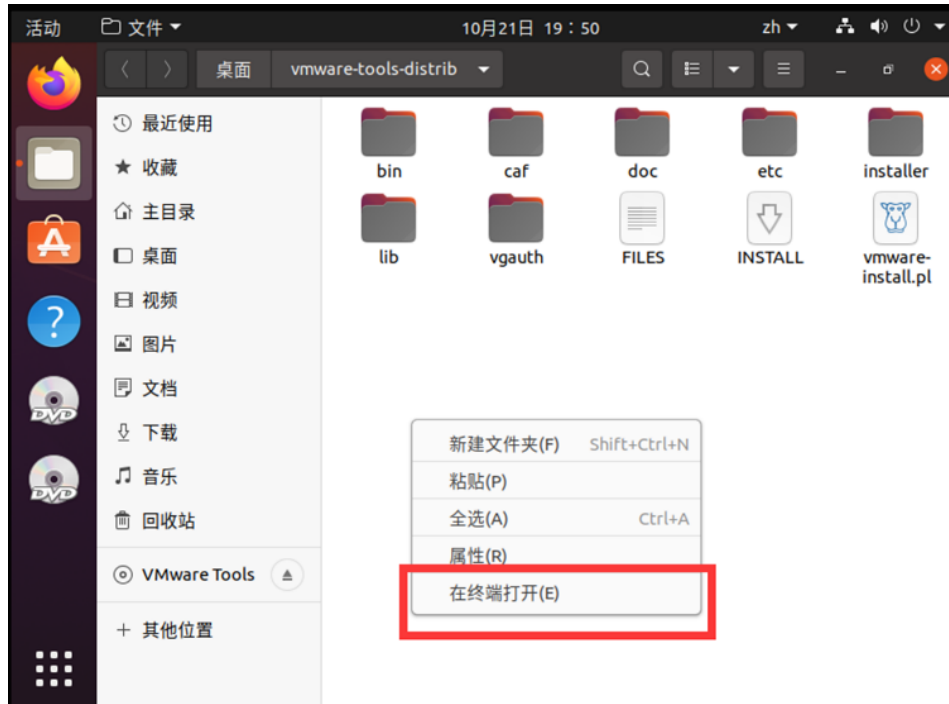 活动 文件 10月21日 19：50 zh
桌面 vmware-tools-distrib
最近使用
收藏
主目录
桌面
视频
图片
文档
下载
音乐
回收站
VMware Tools
其他位置
bin caf doc etc installer
lib vgauth FILES INSTALL vmware-
install.pl
新建文件夹(F) Shift+Ctrl+N
粘贴(P)
全选(A) Ctrl+A
属性(R)
在终端打开(E)
DVD
DVD